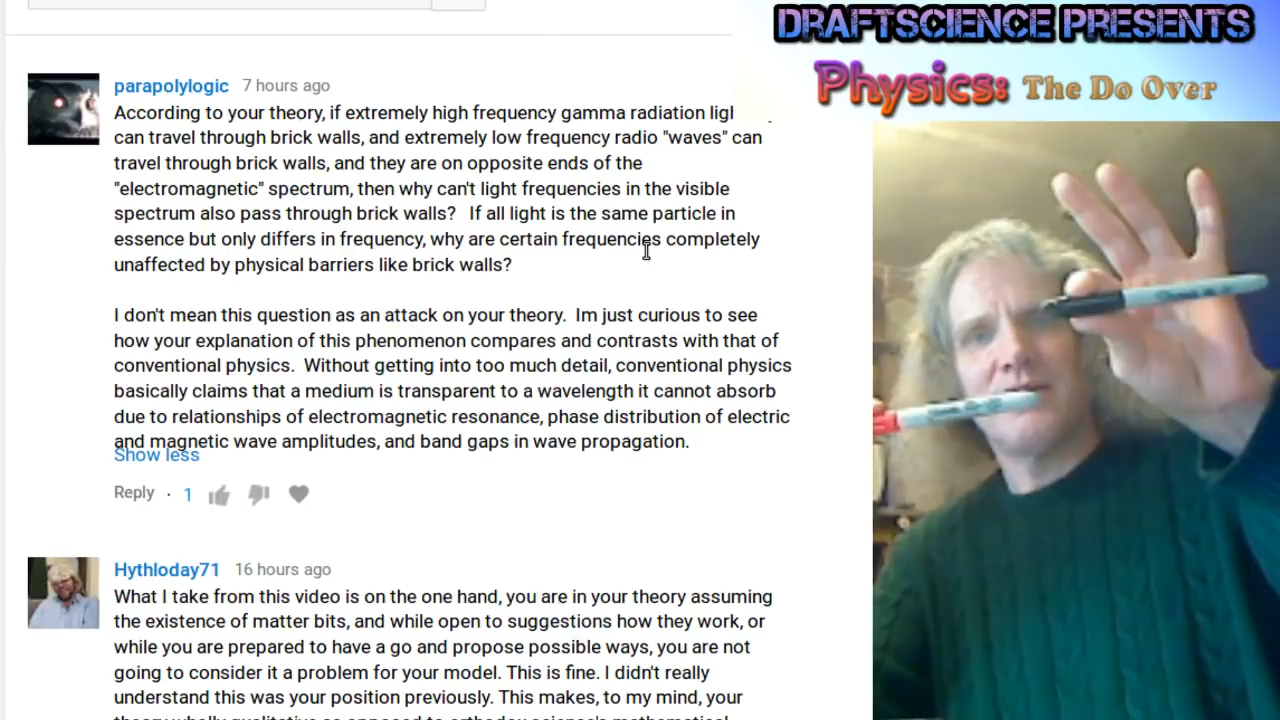 DRAFTSCIENCE PRESENTS
Physics: The Do Over
parapolylogic 7 hours ago
According to your theory, if extremely high frequency gamma radiation
can travel through brick walls, and extremely low frequency radio "waves" can
travel through brick walls, and they are on opposite ends of the
"electromagnetic" spectrum, then why can't light frequencies in the visible
spectrum also pass through brick walls? If all light is the same particle in
essence but only differs in frequency, why are certain frequencies completely
unaffected by physical barriers like brick walls?
I don't mean this question as an attack on your theory. Im just curious to see
how your explanation of this phenomenon compares and contrasts with that of
conventional physics. Without getting into too much detail, conventional physics
basically claims that a medium is transparent to a wavelength it cannot absorb
due to relationships of electromagnetic resonance, phase distribution of electric
and magnetic wave amplitudes, and band gaps in wave propagation.
Show less
Reply · 1
Hythloday71 16 hours ago
What I take from this video is on the one hand, you are in your theory assuming
the existence of matter bits, and while open to suggestions how they work, or
while you are prepared to have a go and propose possible ways, you are not
going to consider it a problem for your model. This is fine. I didn't really
understand this was your position previously. This makes, to my mind, your
theory wholly qualitative as opposed to orthodox science's mathematical